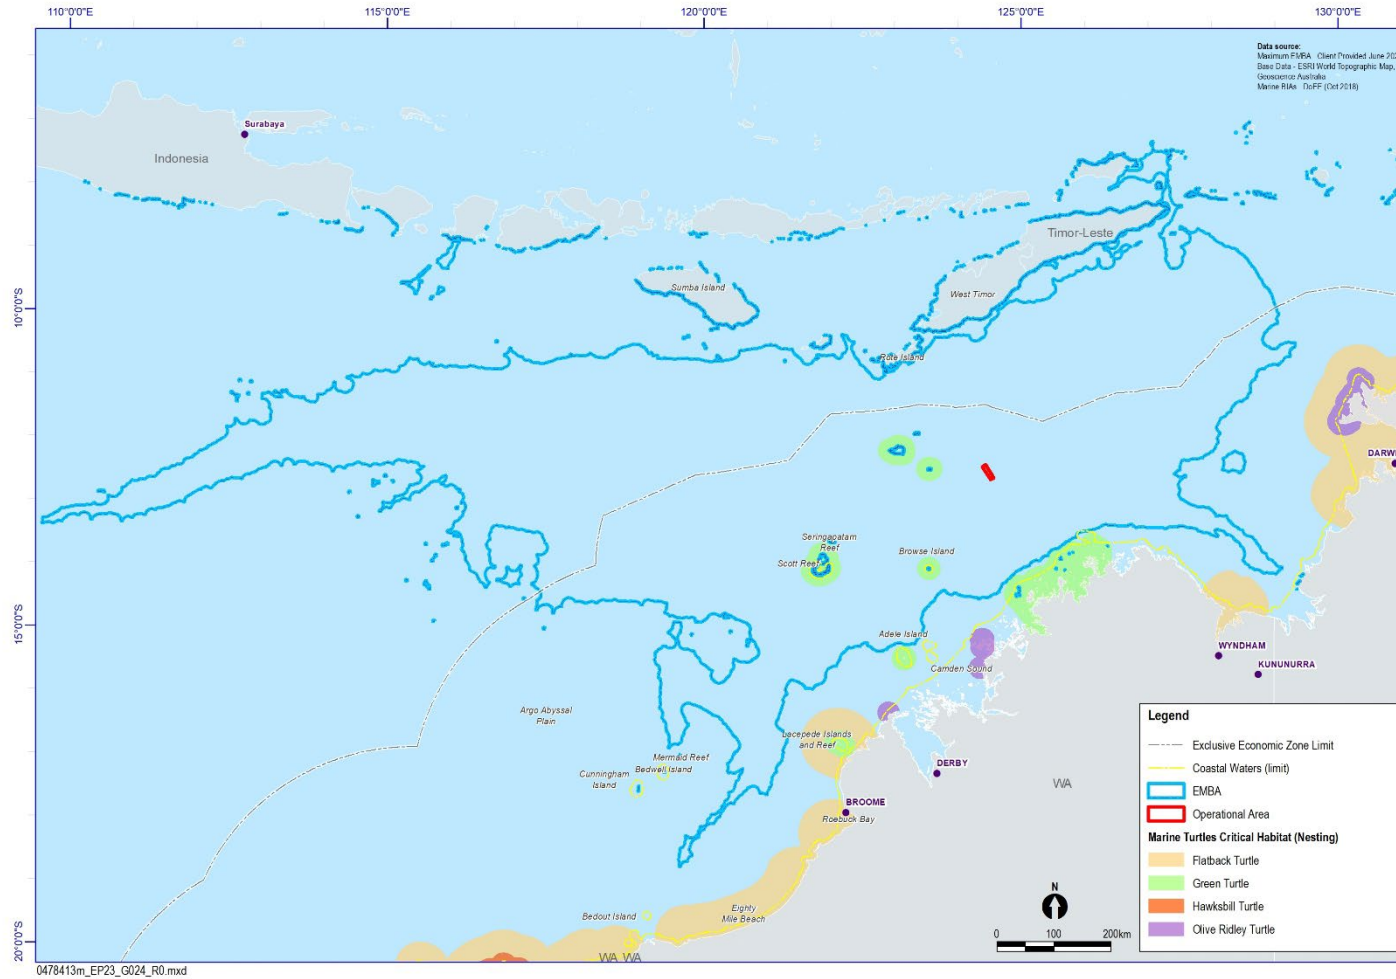 110°0'0"E 115°0'0"E 120°0'0"E 125°0'0"E 130°0'0"E
Data source:
Maximum EMBA - Client Provided June
Base Data - ESRI World Topographic Map,
Geoscience Australia
Marine BIAs - DoEE (Oct 2018)
Surabaya
Indonesia
Timor-Leste
Sumba Island
West Timor
10°0'0"S
Rote Island
DARW
Seringapatam
Reef
Scott Reef
Browse Island
15°0'0"S
Adele Island
Camden Sound
WYNDHAM
KUNUNURRA
Argo Abyssal
Plain
Lacepede Islands
and Reef
Mermaid Reef
Bedwell Island
Cunningham
Island
DERBY
WA
BROOME
Roebuck Bay
Eighty
Mile Beach
Bedout Island
20°0'0"S
WA WA
Legend
Exclusive Economic Zone Limit
Coastal Waters (limit)
EMBA
Operational Area
Marine Turtles Critical Habitat (Nesting)
Flatback Turtle
Green Turtle
Hawksbill Turtle
Olive Ridley Turtle
N
0 100 200km
0478413m_EP23_G024_R0.mxd